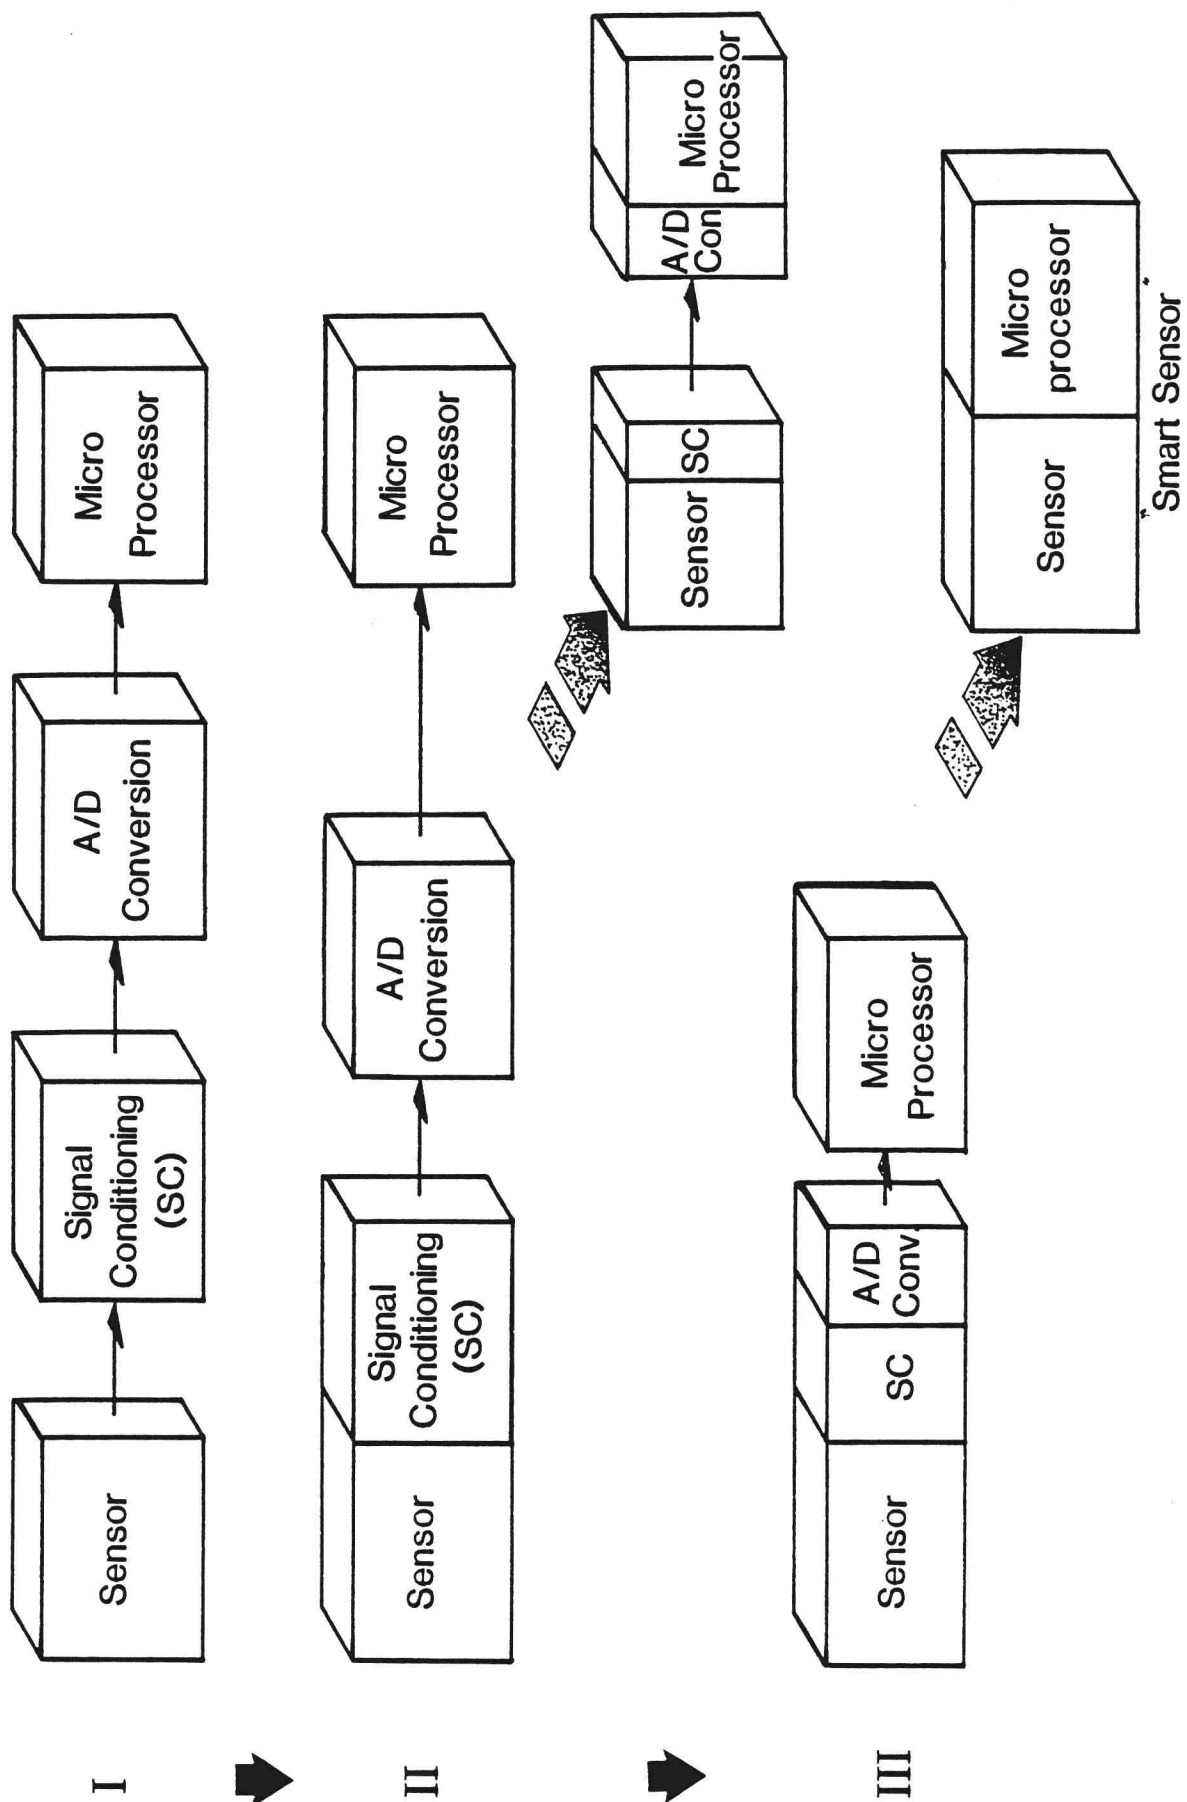 I
Sensor
Signal
Conditioning
(SC)
A/D
Conversion
Micro
Processor
II
Sensor
Signal
Conditioning
(SC)
A/D
Conversion
Micro
Processor
Sensor
SC
A/D
Con
Micro
Processor
III
Sensor
SC
A/D
Conv.
Micro
Processor
Sensor
Micro
processor
"Smart Sensor"